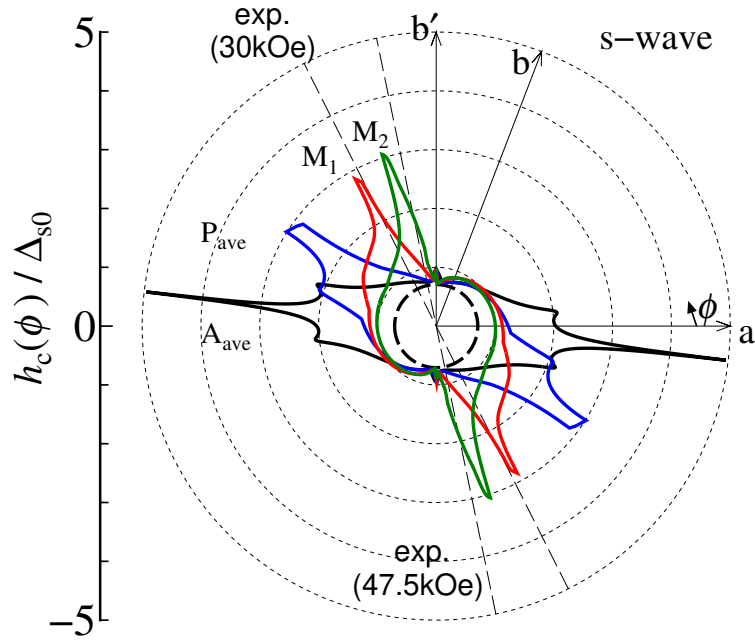 exp.
(30kOe)
b′
s−wave
b
5
M2
M1
Pave
hc(ϕ) / Δs0
ϕ
0
Aave
a
exp.
(47.5kOe)
−5